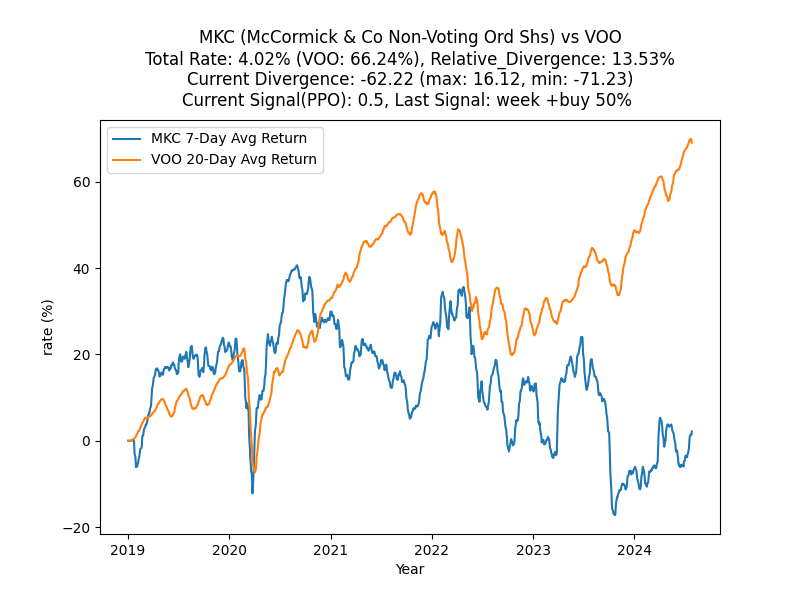 MKC (McCormick & Co Non-Voting Ord Shs) vs VOO
Total Rate: 4.02% (VOO: 66.24%), Relative_Divergence: 13.53%
Current Divergence: -62.22 (max: 16.12, min: -71.23)
Current Signal(PPO): 0.5, Last Signal: week +buy 50%
MKC 7-Day Avg Return
VOO 20-Day Avg Return
rate (%)
60
40
20
0
−20
2019 2020 2021 2022 2023 2024
Year